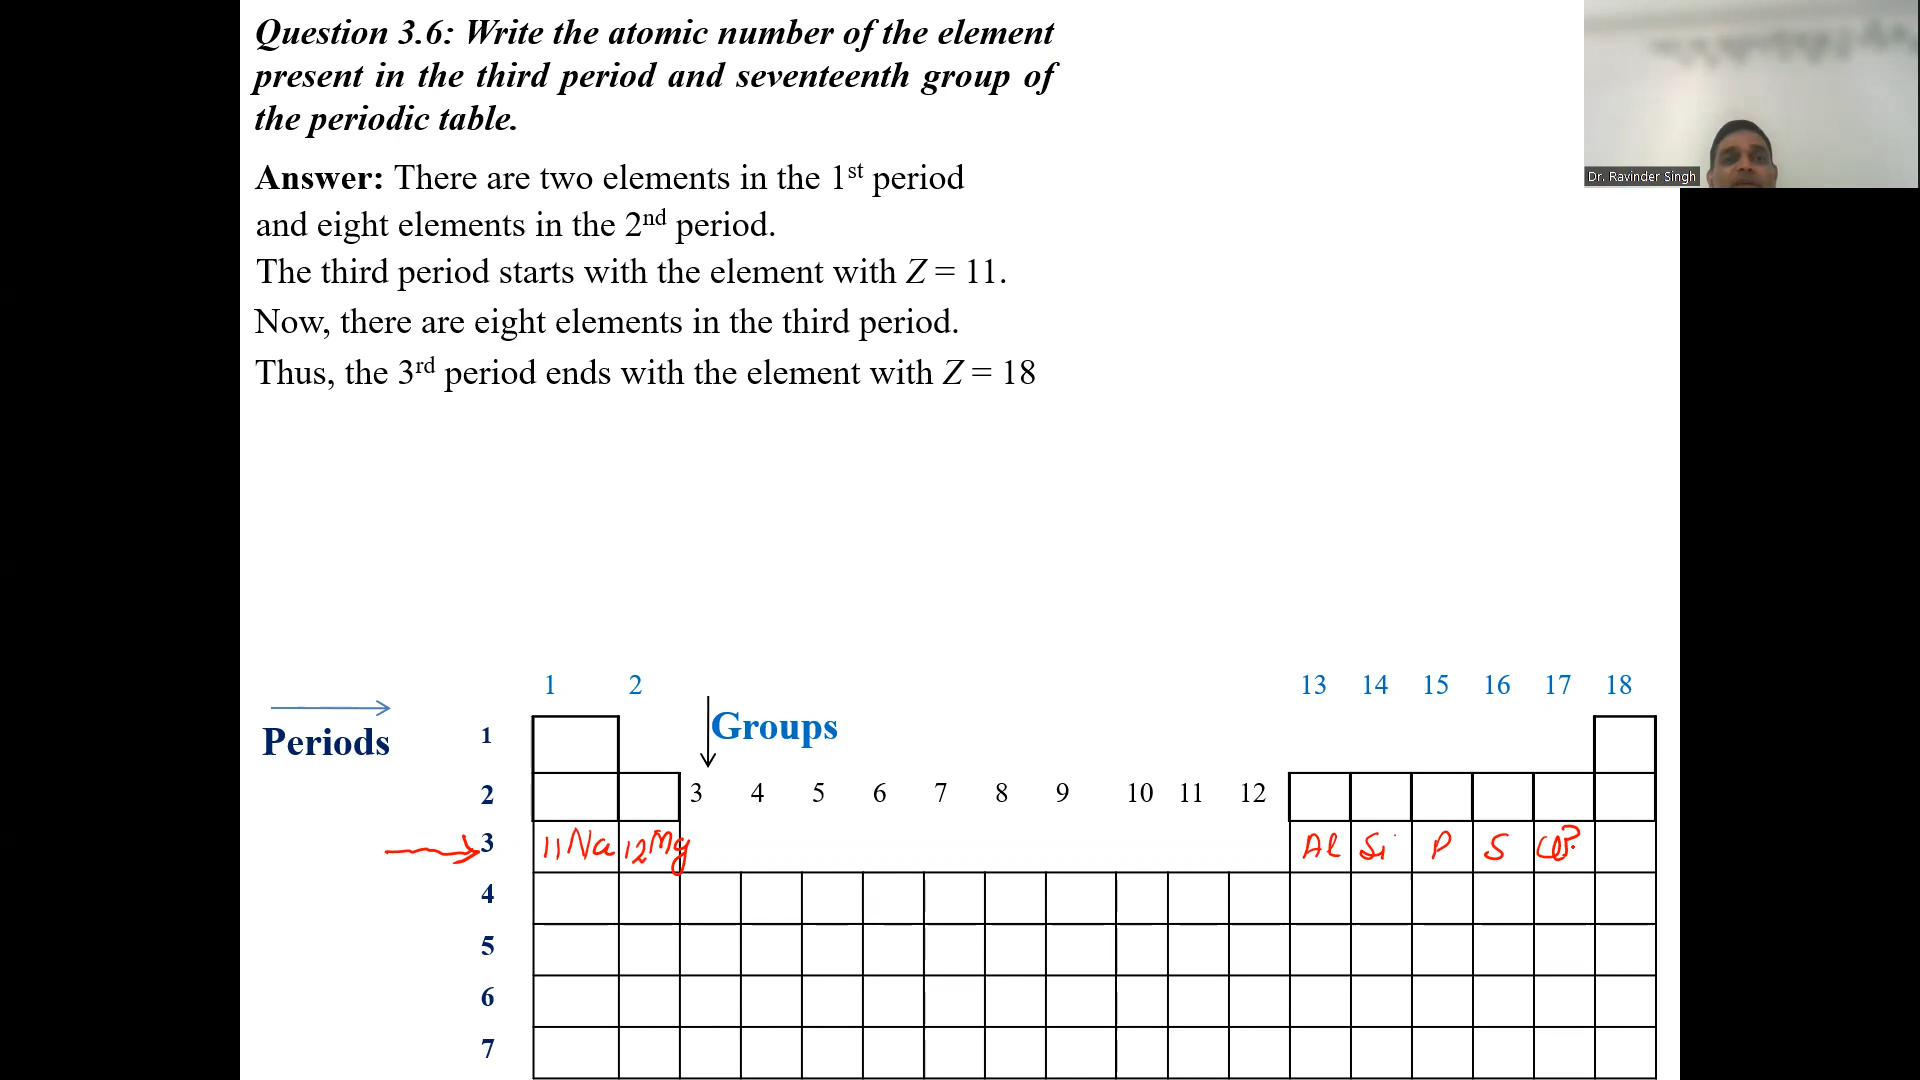 Question 3.6: Write the atomic number of the element
present in the third period and seventeenth group of
the periodic table.
Answer: There are two elements in the 1st period
and eight elements in the 2nd period.
The third period starts with the element with Z = 11.
Now, there are eight elements in the third period.
Thus, the 3rd period ends with the element with Z = 18
Dr. Ravinder Singh
1 2 13 14 15 16 17 18
Periods
Groups
1
2 3 4 5 6 7 8 9 10 11 12
3 11Na 12Mg Al Si P S Cl?
4
5
6
7